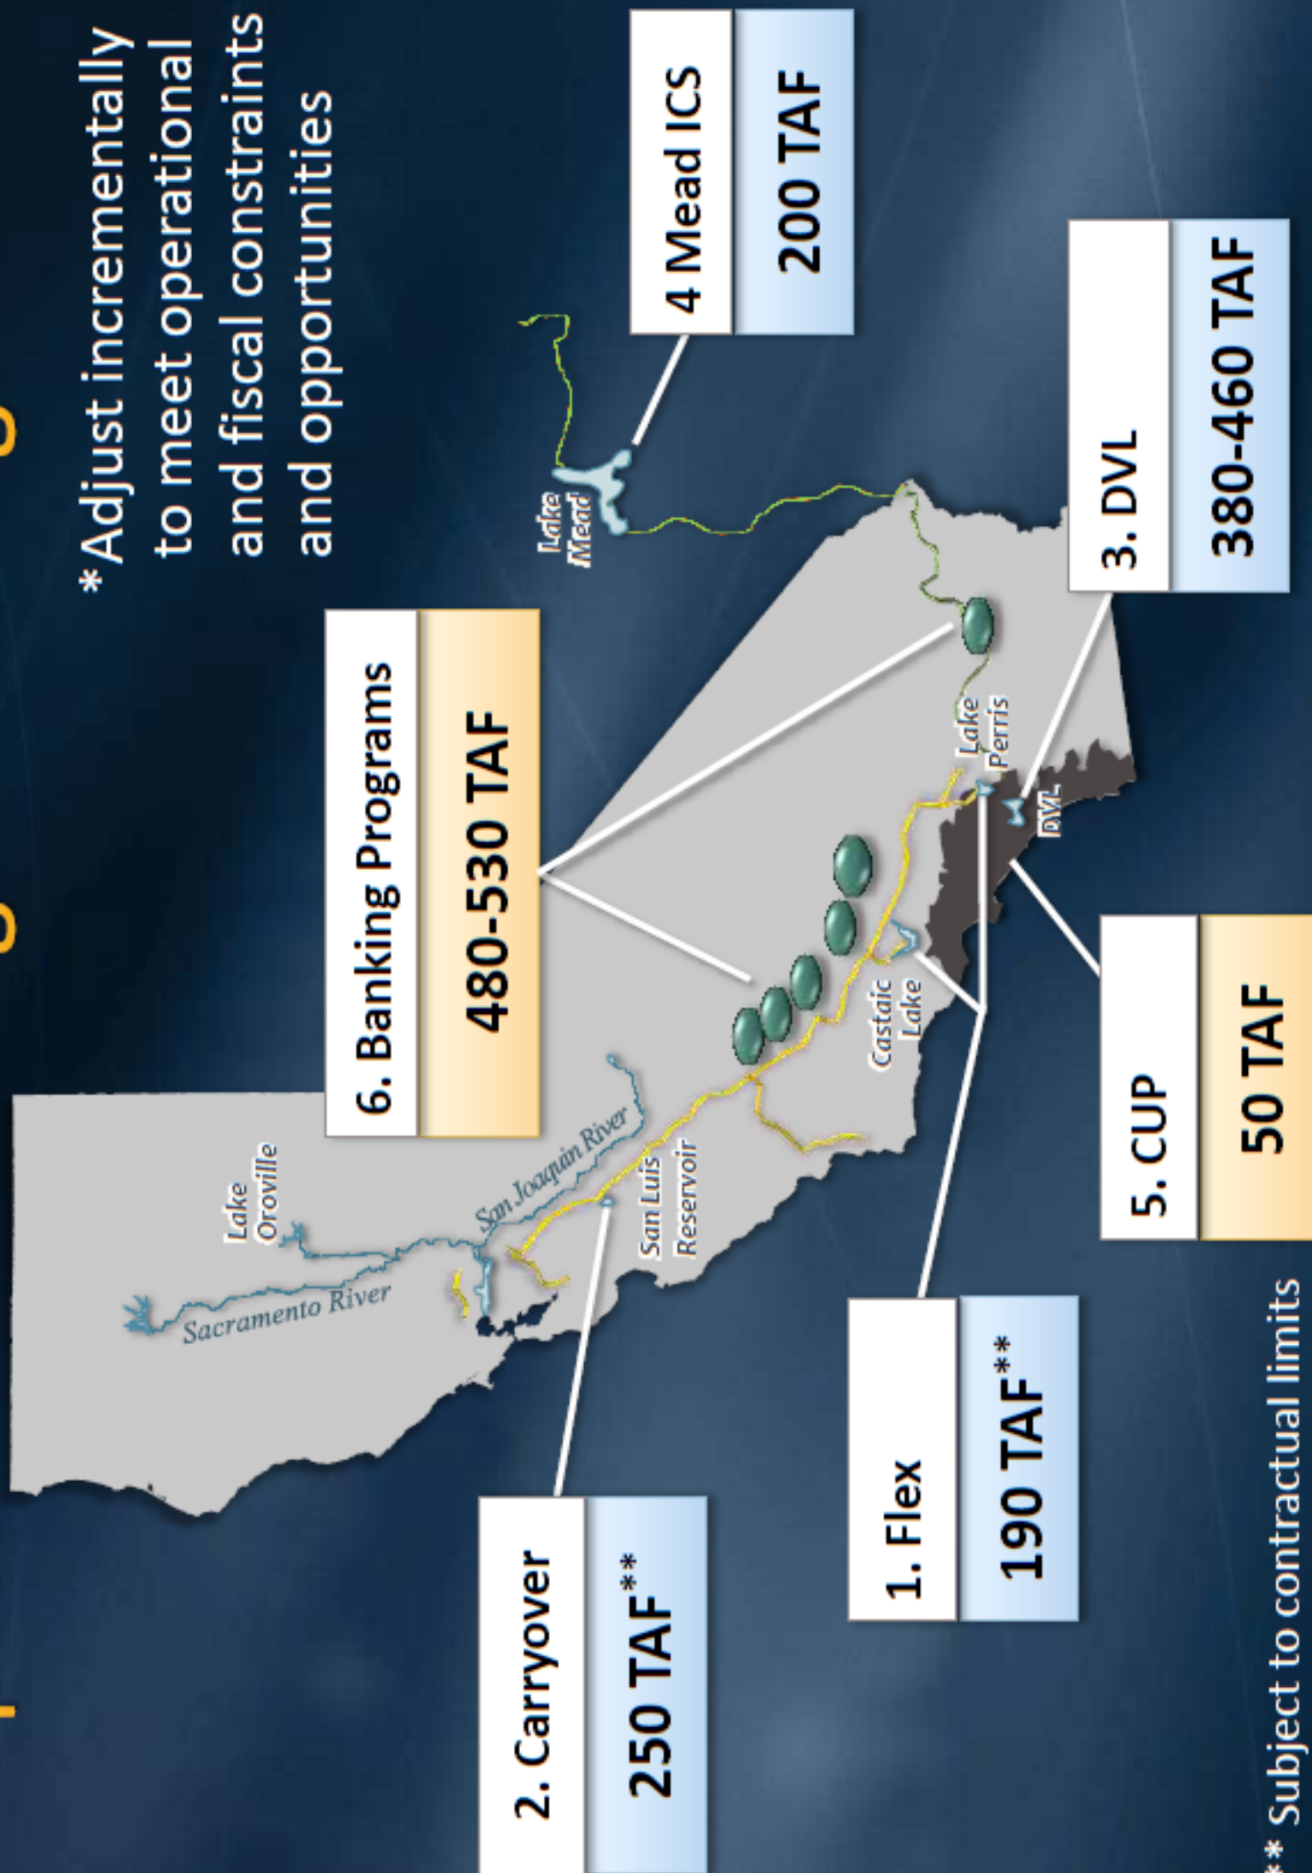 *Adjust incrementally
to meet operational
and fiscal constraints
and opportunities
6. Banking Programs
480-530 TAF
4 Mead ICS
200 TAF
Lake
Mead
Lake
Oroville
Sacramento River
San Joaquin River
San Luis
Reservoir
2. Carryover
250 TAF**
Castaic
Lake
Lake
Perris
DVL
1. Flex
190 TAF**
5. CUP
50 TAF
3. DVL
380-460 TAF
** Subject to contractual limits